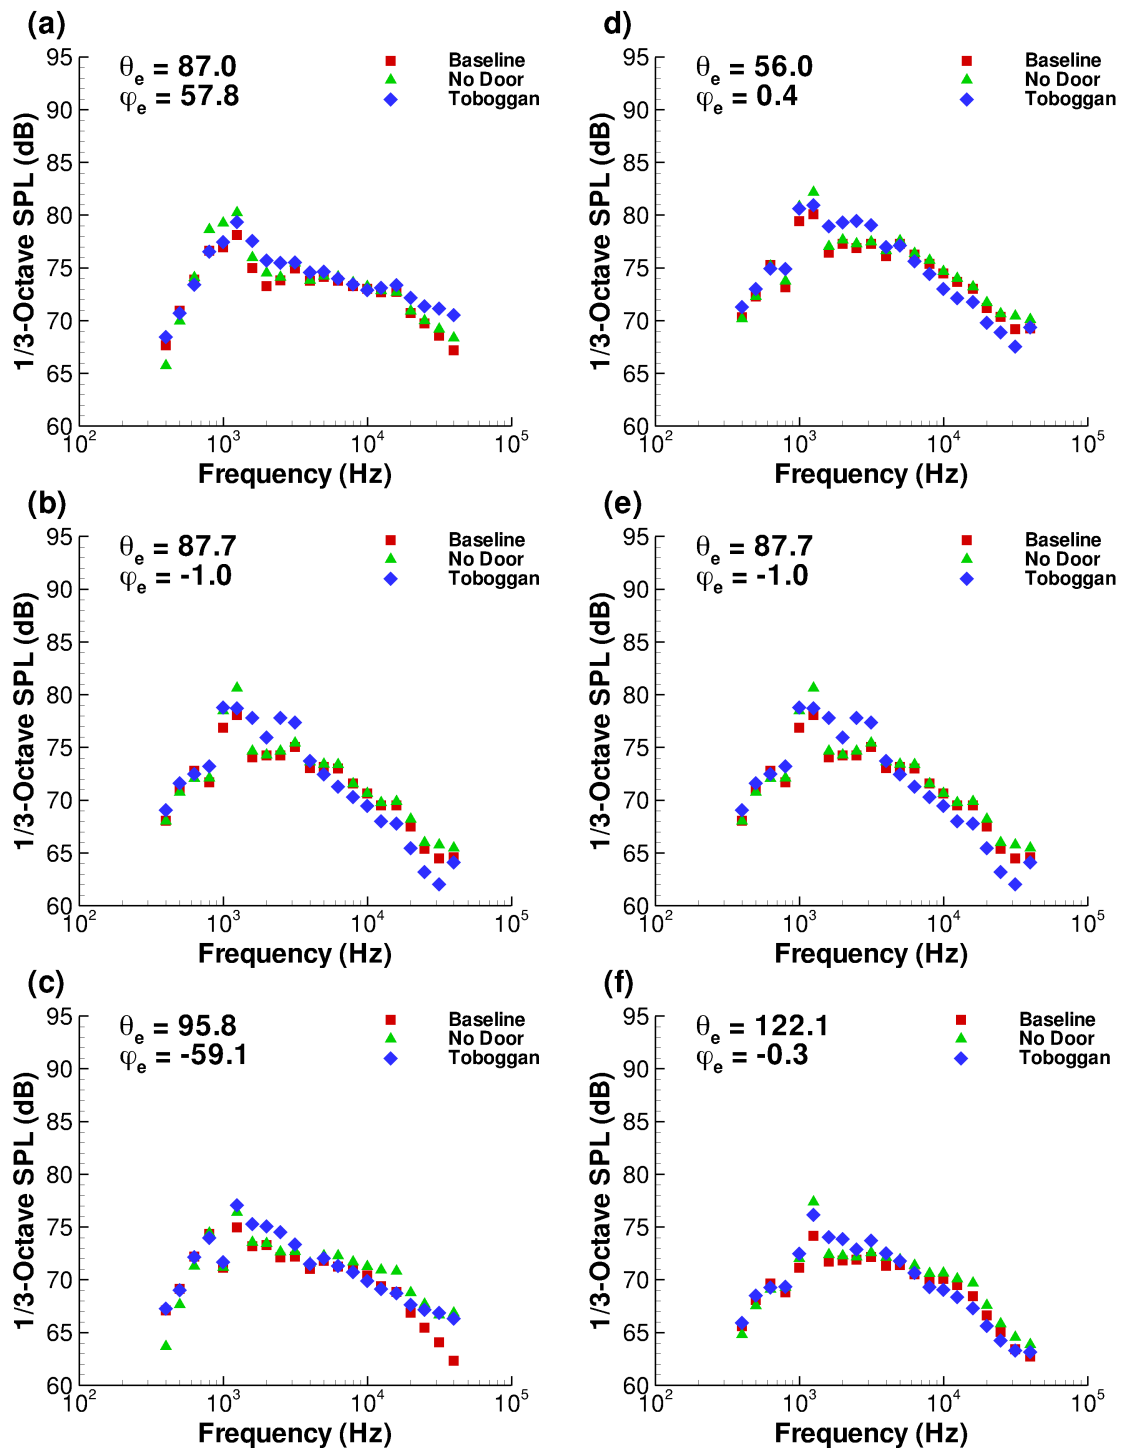 (a)
θe = 87.0
φe = 57.8
Baseline
No Door
Toboggan
1/3-Octave SPL (dB)
95
90
85
80
75
70
65
60
10² 10³ 10⁴ 10⁵
Frequency (Hz)
d)
θe = 56.0
φe = 0.4
Baseline
No Door
Toboggan
1/3-Octave SPL (dB)
95
90
85
80
75
70
65
60
10² 10³ 10⁴ 10⁵
Frequency (Hz)
(b)
θe = 87.7
φe = -1.0
Baseline
No Door
Toboggan
1/3-Octave SPL (dB)
95
90
85
80
75
70
65
60
10² 10³ 10⁴ 10⁵
Frequency (Hz)
(e)
θe = 87.7
φe = -1.0
Baseline
No Door
Toboggan
1/3-Octave SPL (dB)
95
90
85
80
75
70
65
60
10² 10³ 10⁴ 10⁵
Frequency (Hz)
(c)
θe = 95.8
φe = -59.1
Baseline
No Door
Toboggan
1/3-Octave SPL (dB)
95
90
85
80
75
70
65
60
10² 10³ 10⁴ 10⁵
Frequency (Hz)
(f)
θe = 122.1
φe = -0.3
Baseline
No Door
Toboggan
1/3-Octave SPL (dB)
95
90
85
80
75
70
65
60
10² 10³ 10⁴ 10⁵
Frequency (Hz)